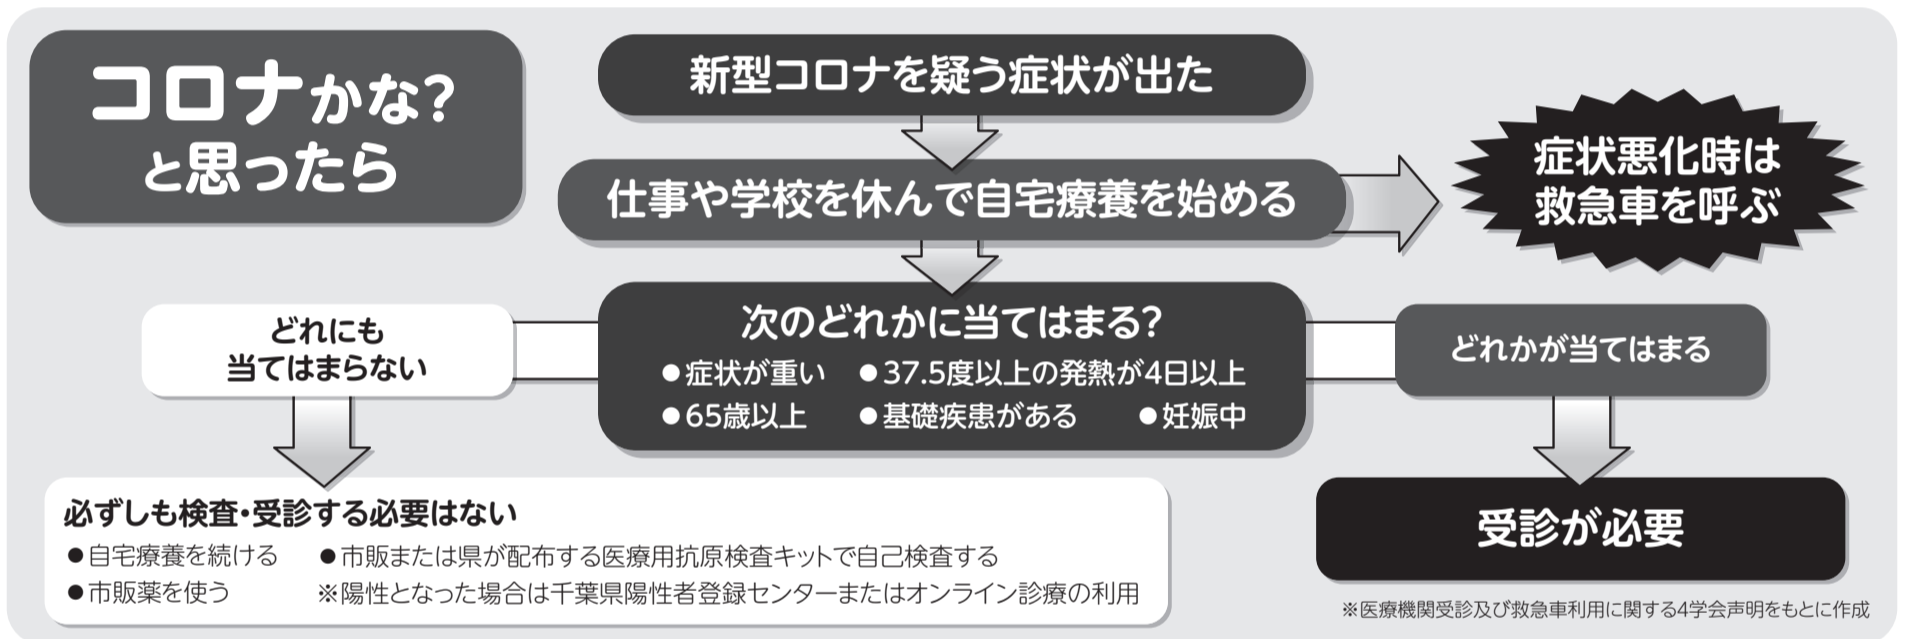 コロナかな?
と思ったら
新型コロナを疑う症状が出た
仕事や学校を休んで自宅療養を始める
症状悪化時は
救急車を呼ぶ
次のどれかに当てはまる?
●症状が重い ●37.5度以上の発熱が4日以上
●65歳以上 ●基礎疾患がある ●妊娠中
どれにも
当てはまらない
どれかが当てはまる
必ずしも検査・受診する必要はない
●自宅療養を続ける ●市販または県が配布する医療用抗原検査キットで自己検査する
●市販薬を使う ※陽性となった場合は千葉県陽性者登録センターまたはオンライン診療の利用
受診が必要
※医療機関受診及び救急車利用に関する4学会声明をもとに作成